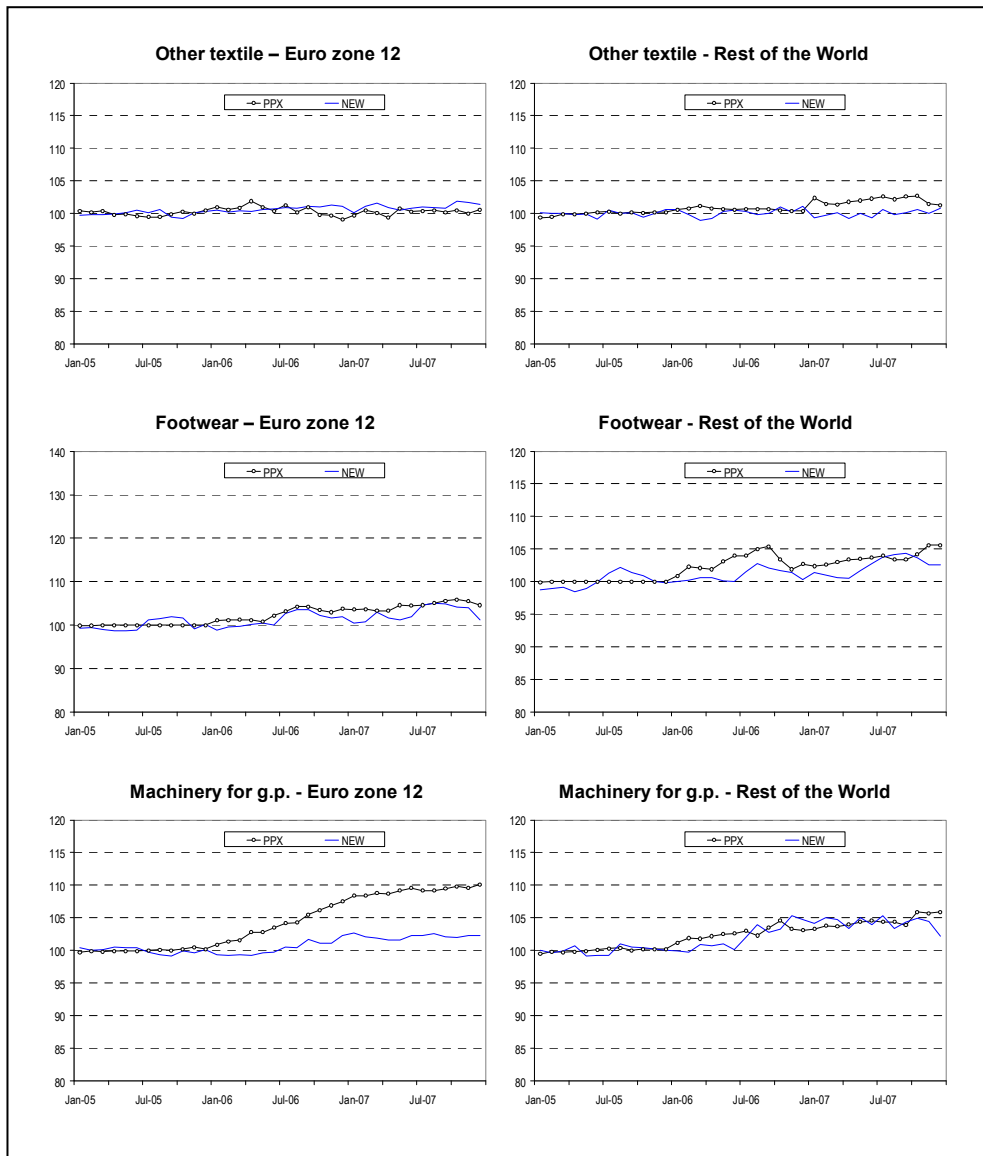 Other textile – Euro zone 12
120
115
110
105
100
95
90
85
80
PPX NEW
Jan-05 Jul-05 Jan-06 Jul-06 Jan-07 Jul-07
Other textile - Rest of the World
120
115
110
105
100
95
90
85
80
PPX NEW
Jan-05 Jul-05 Jan-06 Jul-06 Jan-07 Jul-07
Footwear – Euro zone 12
140
130
120
110
100
90
80
PPX NEW
Jan-05 Jul-05 Jan-06 Jul-06 Jan-07 Jul-07
Footwear - Rest of the World
120
115
110
105
100
95
90
85
80
PPX NEW
Jan-05 Jul-05 Jan-06 Jul-06 Jan-07 Jul-07
Machinery for g.p. - Euro zone 12
120
115
110
105
100
95
90
85
80
PPX NEW
Jan-05 Jul-05 Jan-06 Jul-06 Jan-07 Jul-07
Machinery for g.p. - Rest of the World
120
115
110
105
100
95
90
85
80
PPX NEW
Jan-05 Jul-05 Jan-06 Jul-06 Jan-07 Jul-07